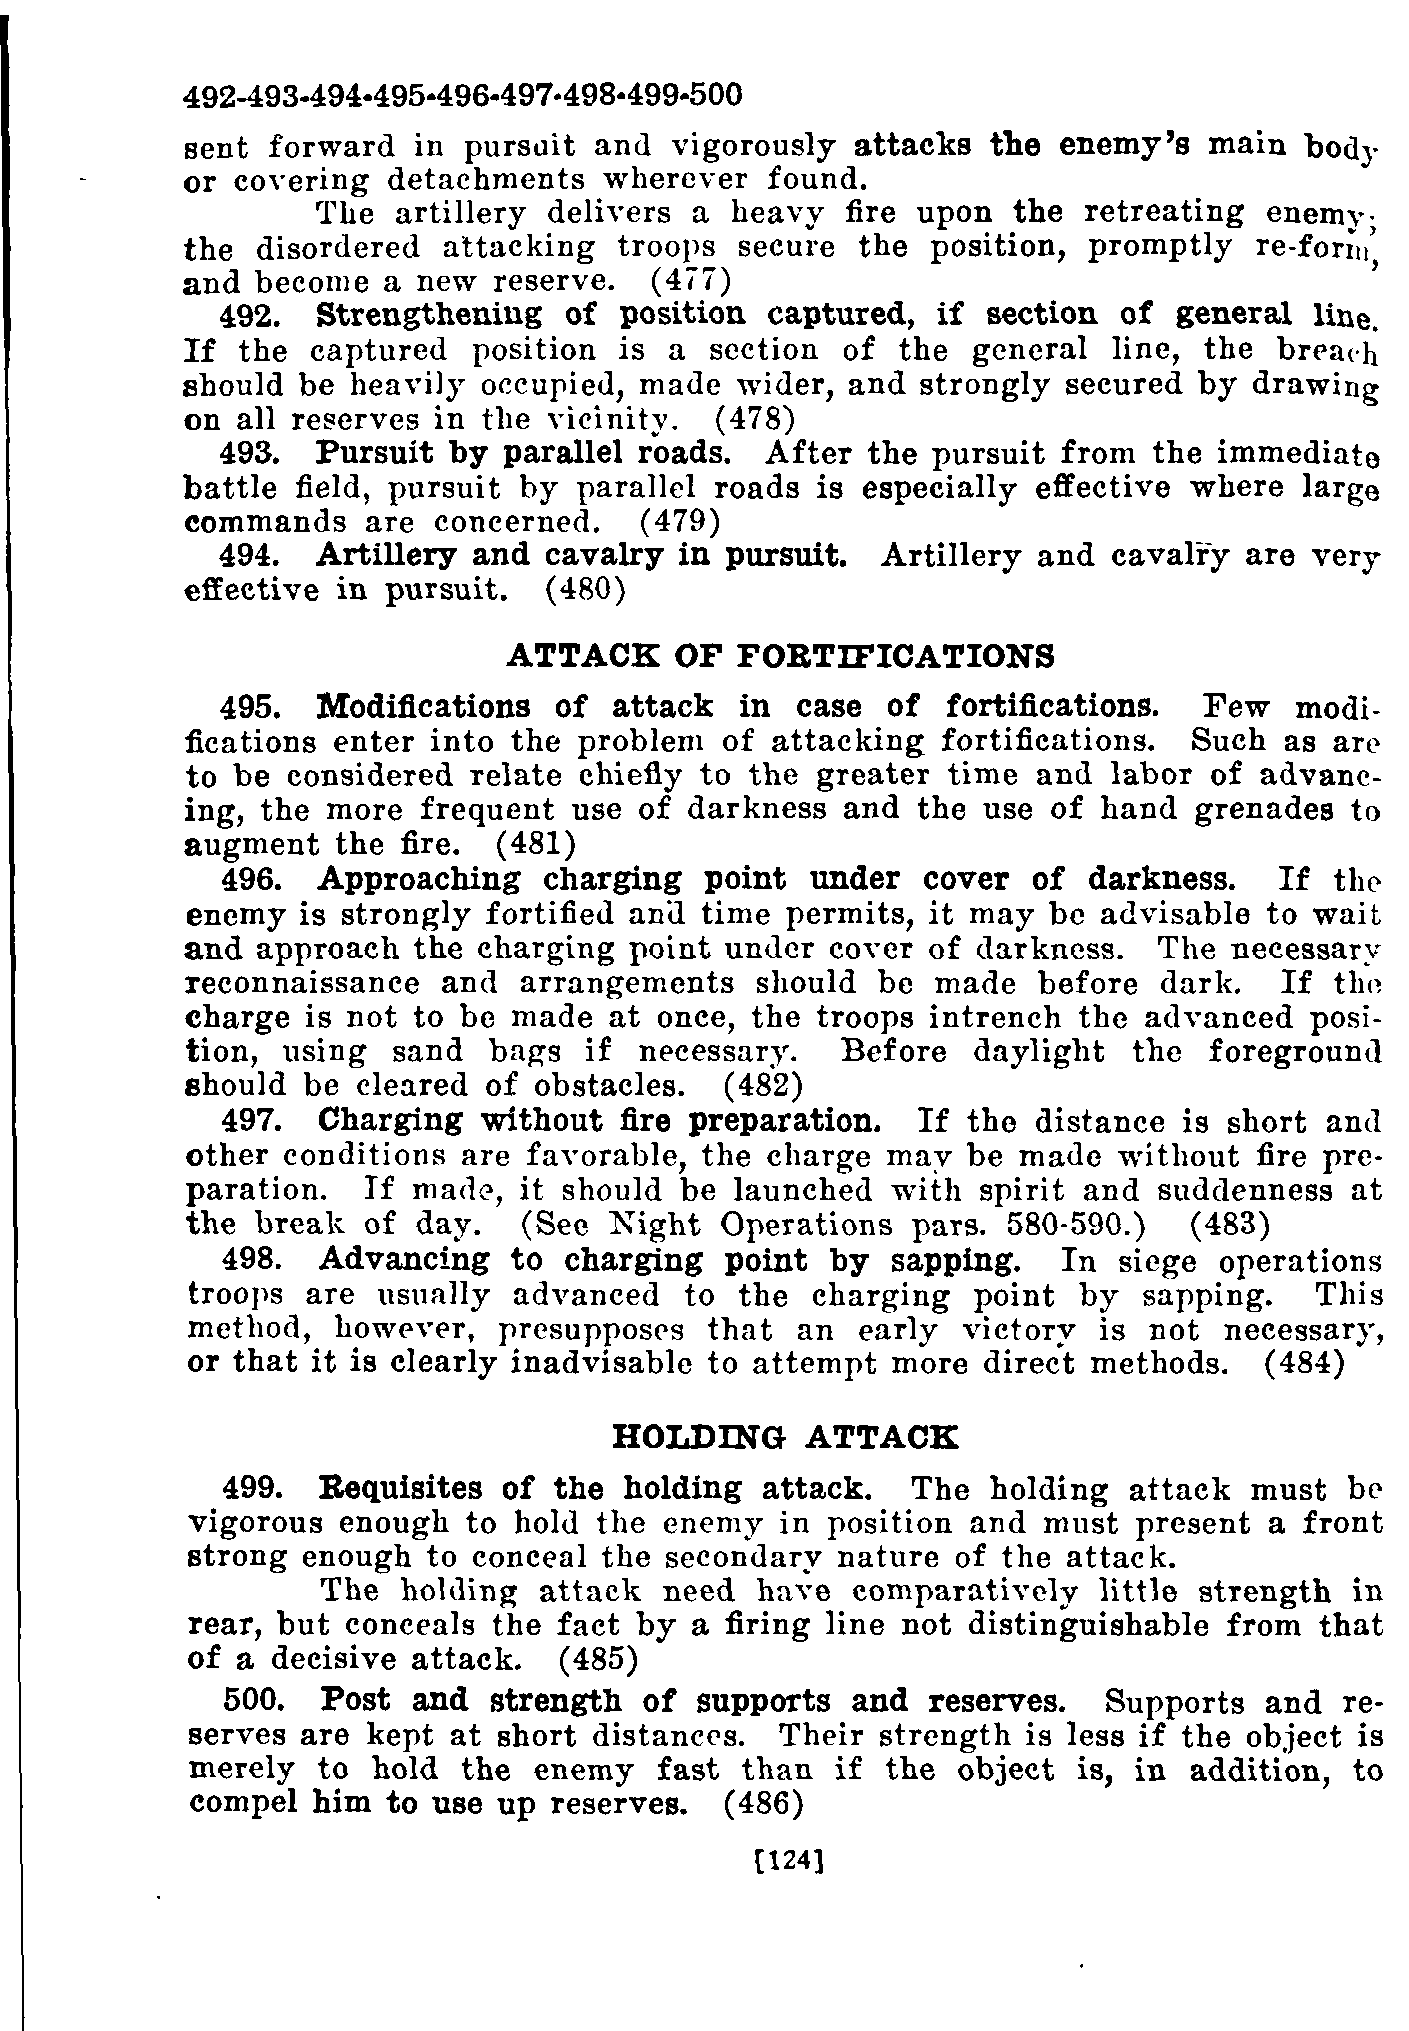 492-493-494-495-496-497-498-499-500
sent forward in pursuit and vigorously attacks the enemy's main body
or covering detachments wherever found.
The artillery delivers a heavy fire upon the retreating enemy;
the disordered attacking troops secure the position, promptly re-form,
and become a new reserve. (477)
492. Strengthening of position captured, if section of general line.
If the captured position is a section of the general line, the breach
should be heavily occupied, made wider, and strongly secured by drawing
on all reserves in the vicinity. (478)
493. Pursuit by parallel roads. After the pursuit from the immediate
battle field, pursuit by parallel roads is especially effective where large
commands are concerned. (479)
494. Artillery and cavalry in pursuit. Artillery and cavalry are very
effective in pursuit. (480)
ATTACK OF FORTIFICATIONS
495. Modifications of attack in case of fortifications. Few modi-
fications enter into the problem of attacking fortifications. Such as are
to be considered relate chiefly to the greater time and labor of advanc-
ing, the more frequent use of darkness and the use of hand grenades to
augment the fire. (481)
496. Approaching charging point under cover of darkness. If the
enemy is strongly fortified and time permits, it may be advisable to wait
and approach the charging point under cover of darkness. The necessary
reconnaissance and arrangements should be made before dark. If the
charge is not to be made at once, the troops intrench the advanced posi-
tion, using sand bags if necessary. Before daylight the foreground
should be cleared of obstacles. (482)
497. Charging without fire preparation. If the distance is short and
other conditions are favorable, the charge may be made without fire pre-
paration. If made, it should be launched with spirit and suddenness at
the break of day. (See Night Operations pars. 580-590.) (483)
498. Advancing to charging point by sapping. In siege operations
troops are usually advanced to the charging point by sapping. This
method, however, presupposes that an early victory is not necessary,
or that it is clearly inadvisable to attempt more direct methods. (484)
HOLDING ATTACK
499. Requisites of the holding attack. The holding attack must be
vigorous enough to hold the enemy in position and must present a front
strong enough to conceal the secondary nature of the attack.
The holding attack need have comparatively little strength in
rear, but conceals the fact by a firing line not distinguishable from that
of a decisive attack. (485)
500. Post and strength of supports and reserves. Supports and re-
serves are kept at short distances. Their strength is less if the object is
merely to hold the enemy fast than if the object is, in addition, to
compel him to use up reserves. (486)
[124]